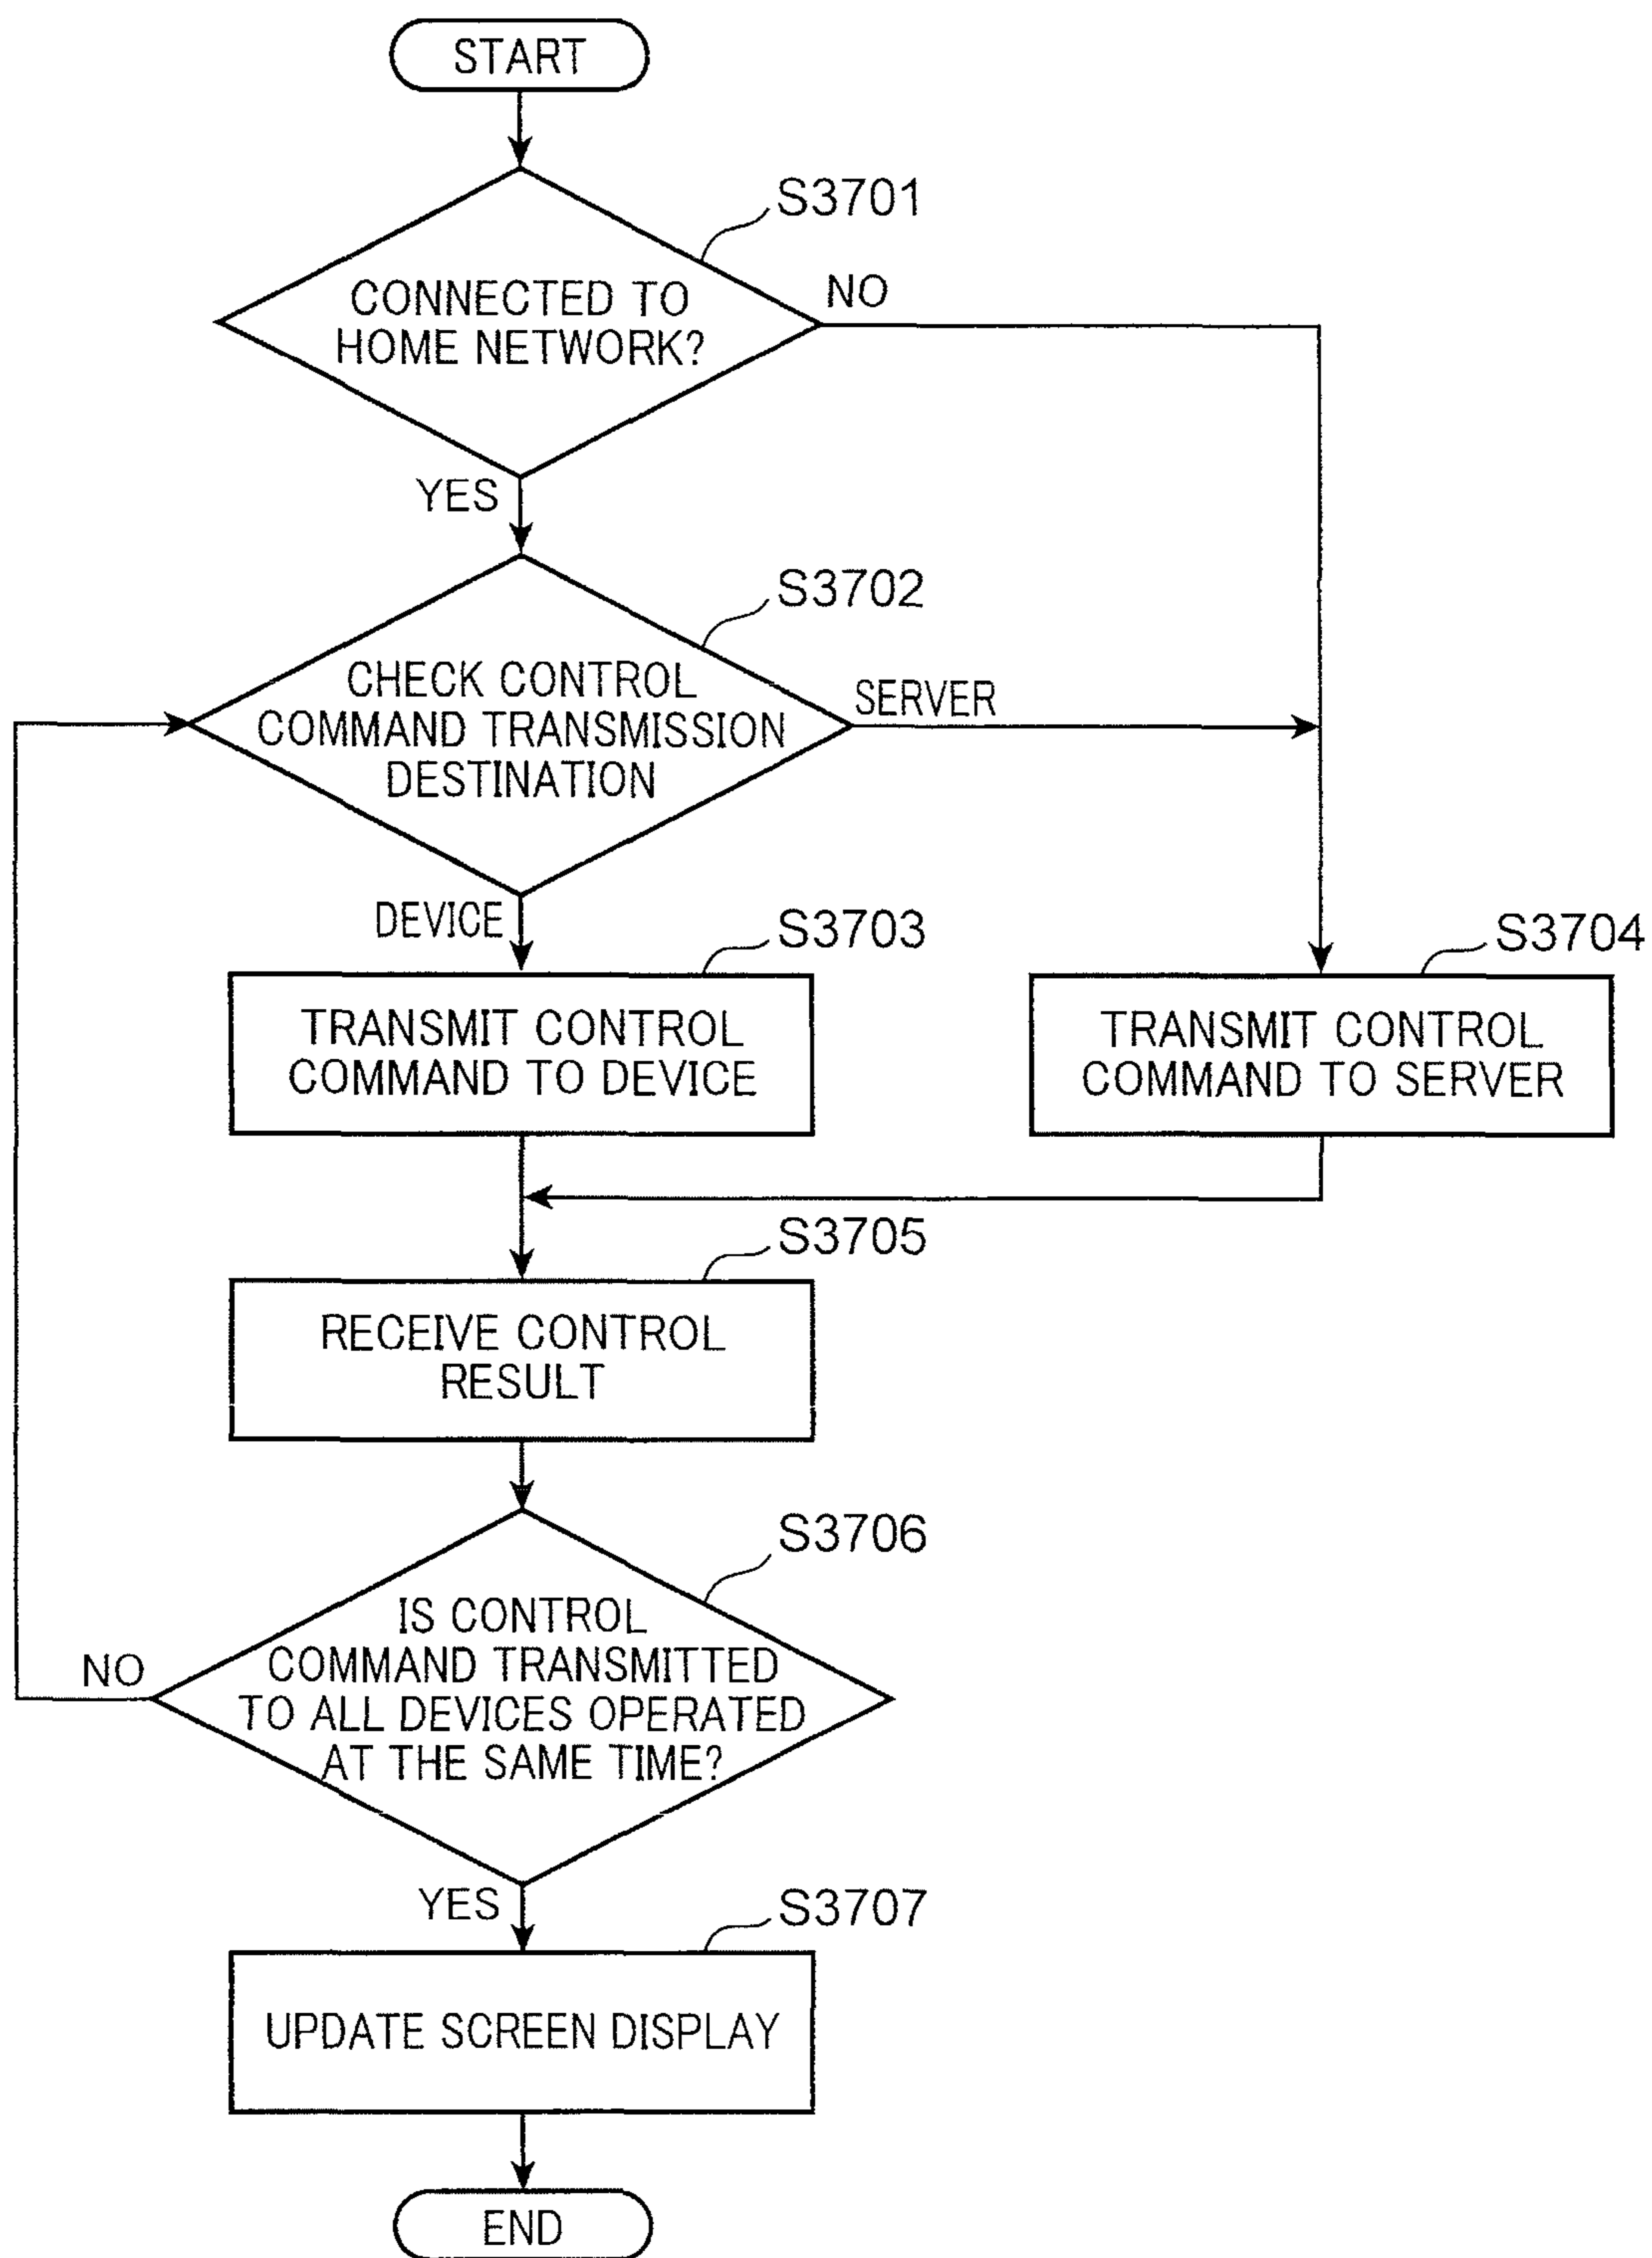 START
S3701
CONNECTED TO
HOME NETWORK?
NO
YES
S3702
CHECK CONTROL
COMMAND TRANSMISSION
DESTINATION
SERVER
DEVICE
S3703
TRANSMIT CONTROL
COMMAND TO DEVICE
S3704
TRANSMIT CONTROL
COMMAND TO SERVER
S3705
RECEIVE CONTROL
RESULT
S3706
IS CONTROL
COMMAND TRANSMITTED
TO ALL DEVICES OPERATED
AT THE SAME TIME?
NO
YES
S3707
UPDATE SCREEN DISPLAY
END